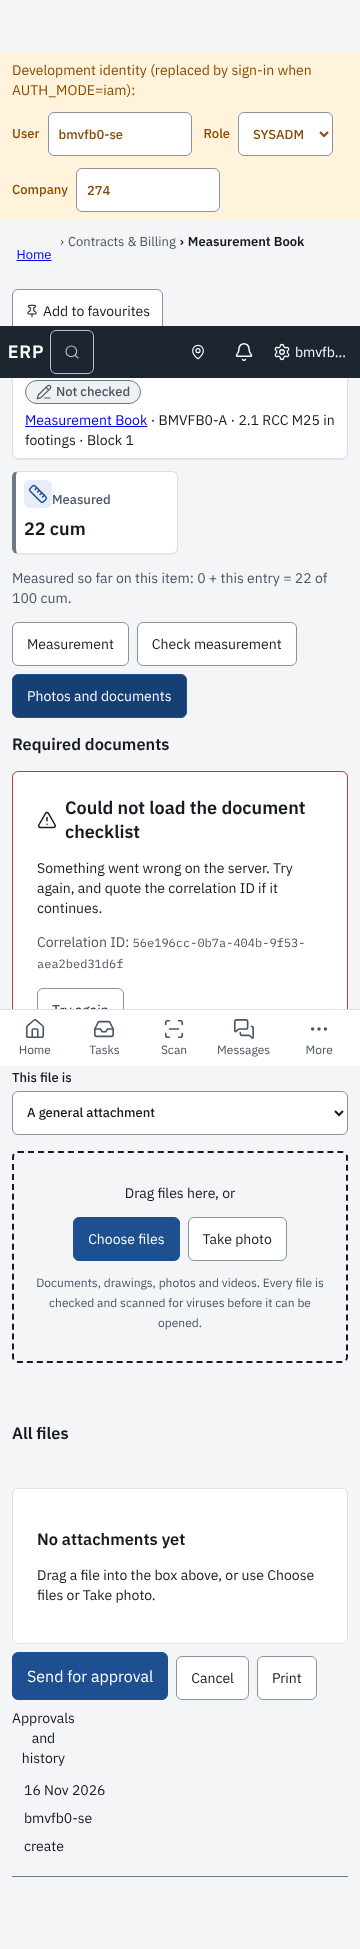 Development identity (replaced by sign-in when
AUTH_MODE=iam):
User bmvfb0-se Role SYSADM
Company 274
Home › Contracts & Billing › Measurement Book
Add to favourites
ERP bmvfb...
Not checked
Measurement Book · BMVFB0-A · 2.1 RCC M25 in
footings · Block 1
Measured
22 cum
Measured so far on this item: 0 + this entry = 22 of
100 cum.
Measurement Check measurement
Photos and documents
Required documents
Could not load the document
checklist
Something went wrong on the server. Try
again, and quote the correlation ID if it
continues.
Correlation ID: 56e196cc-0b7a-404b-9f53-
aea2bed31d6f
Try again
Home Tasks Scan Messages More
This file is
A general attachment
Drag files here, or
Choose files Take photo
Documents, drawings, photos and videos. Every file is
checked and scanned for viruses before it can be
opened.
All files
No attachments yet
Drag a file into the box above, or use Choose
files or Take photo.
Send for approval Cancel Print
Approvals
and
history
16 Nov 2026
bmvfb0-se
create